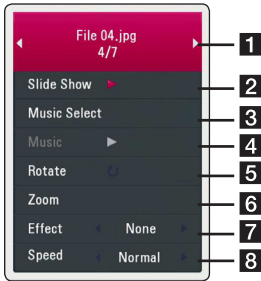 File 04.jpg
4/7
1
Slide Show
2
Music Select
3
Music
4
Rotate
5
Zoom
6
Effect None
7
Speed Normal
8